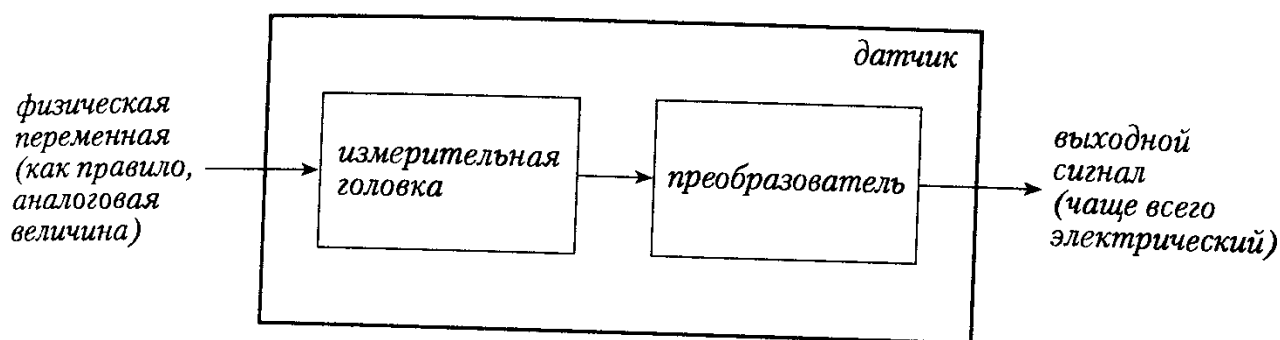 датчик
физическая
переменная
(как правило,
аналоговая
величина)
измерительная
головка
преобразователь
выходной
сигнал
(чаще всего
электрический)